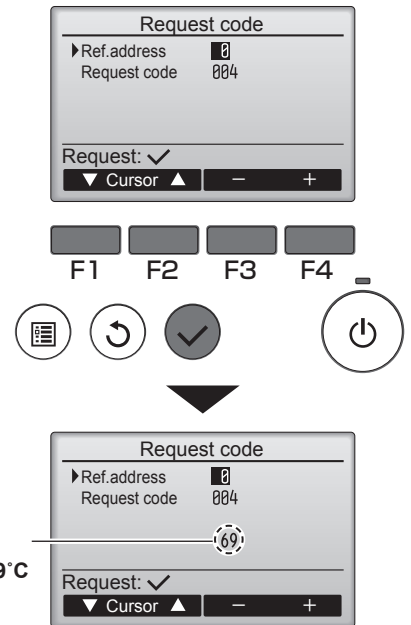 Request code
Ref.address 0
Request code 004
Request: ✓
▼ Cursor ▲ − +
F1 F2 F3 F4
Request code
Ref.address 0
Request code 004
69
9˚C
Request: ✓
▼ Cursor ▲ − +